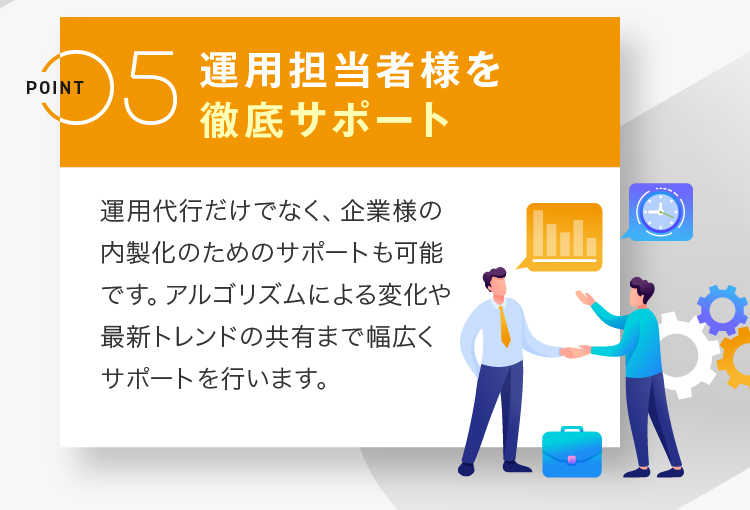 POINT 05
運用担当者様を
徹底サポート
運用代行だけでなく、企業様の
内製化のためのサポートも可能
です。アルゴリズムによる変化や
最新トレンドの共有まで幅広く
サポートを行います。